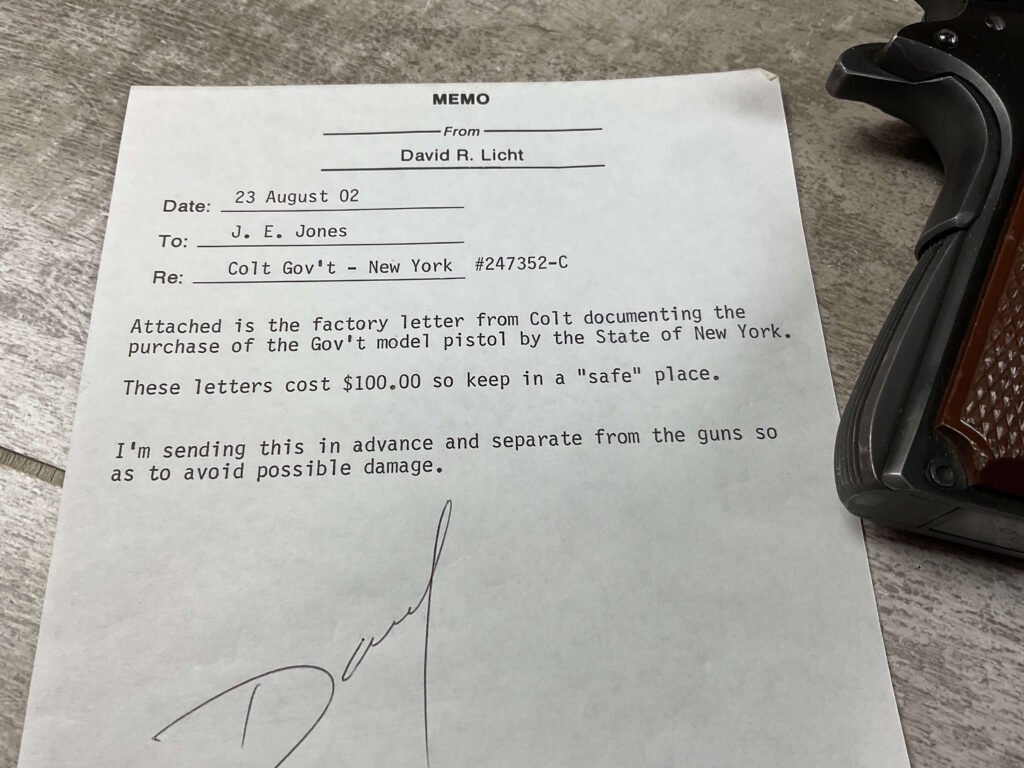 MEMO
From
David R. Licht
Date: 23 August 02
To: J. E. Jones
Re: Colt Gov't - New York #247352-C
Attached is the factory letter from Colt documenting the
purchase of the Gov't model pistol by the State of New York.
These letters cost $100.00 so keep in a "safe" place.
I'm sending this in advance and separate from the guns so
as to avoid possible damage.
David